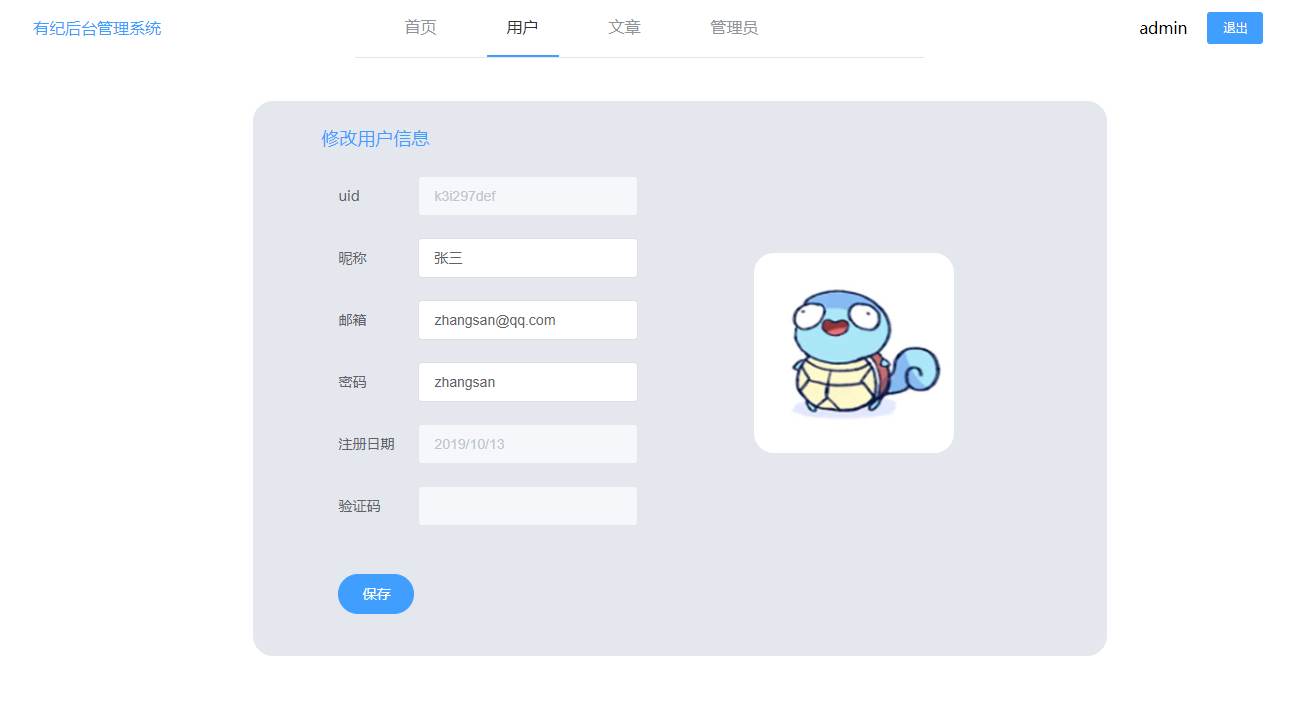 有纪后台管理系统
首页
用户
文章
管理员
admin
退出
修改用户信息
uid
k3i297def
昵称
张三
邮箱
zhangsan@qq.com
密码
zhangsan
注册日期
2019/10/13
验证码
保存